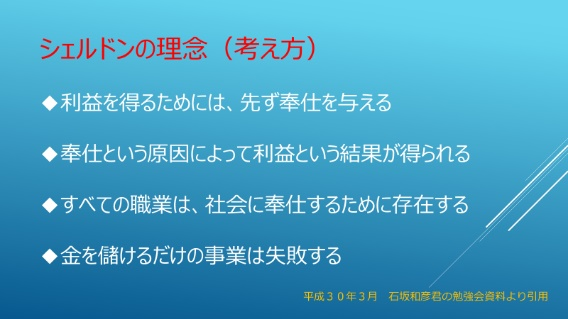 シェルドンの理念（考え方）
◆利益を得るためには、先ず奉仕を与える
◆奉仕という原因によって利益という結果が得られる
◆すべての職業は、社会に奉仕するために存在する
◆金を儲けるだけの事業は失敗する
平成３０年３月　石坂和彦君の勉強会資料より引用